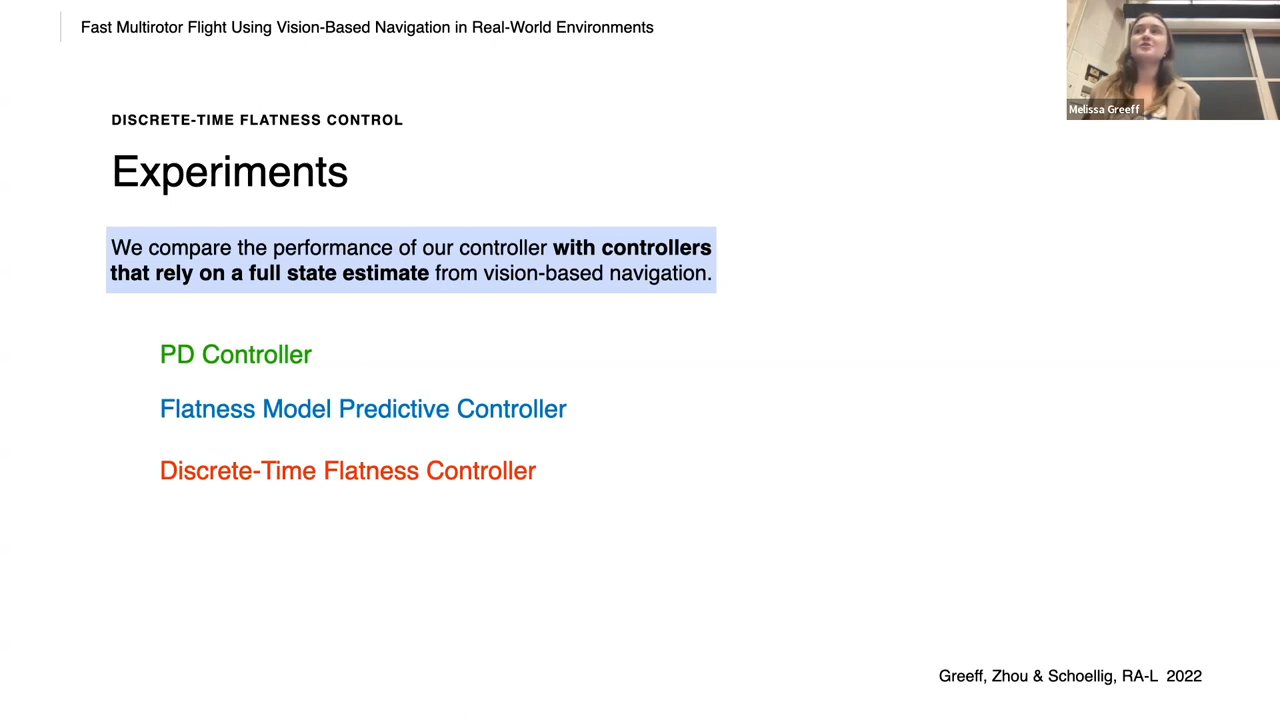 Fast Multirotor Flight Using Vision-Based Navigation in Real-World Environments
Melissa Greeff
DISCRETE-TIME FLATNESS CONTROL
Experiments
We compare the performance of our controller with controllers
that rely on a full state estimate from vision-based navigation.
PD Controller
Flatness Model Predictive Controller
Discrete-Time Flatness Controller
Greeff, Zhou & Schoellig, RA-L 2022